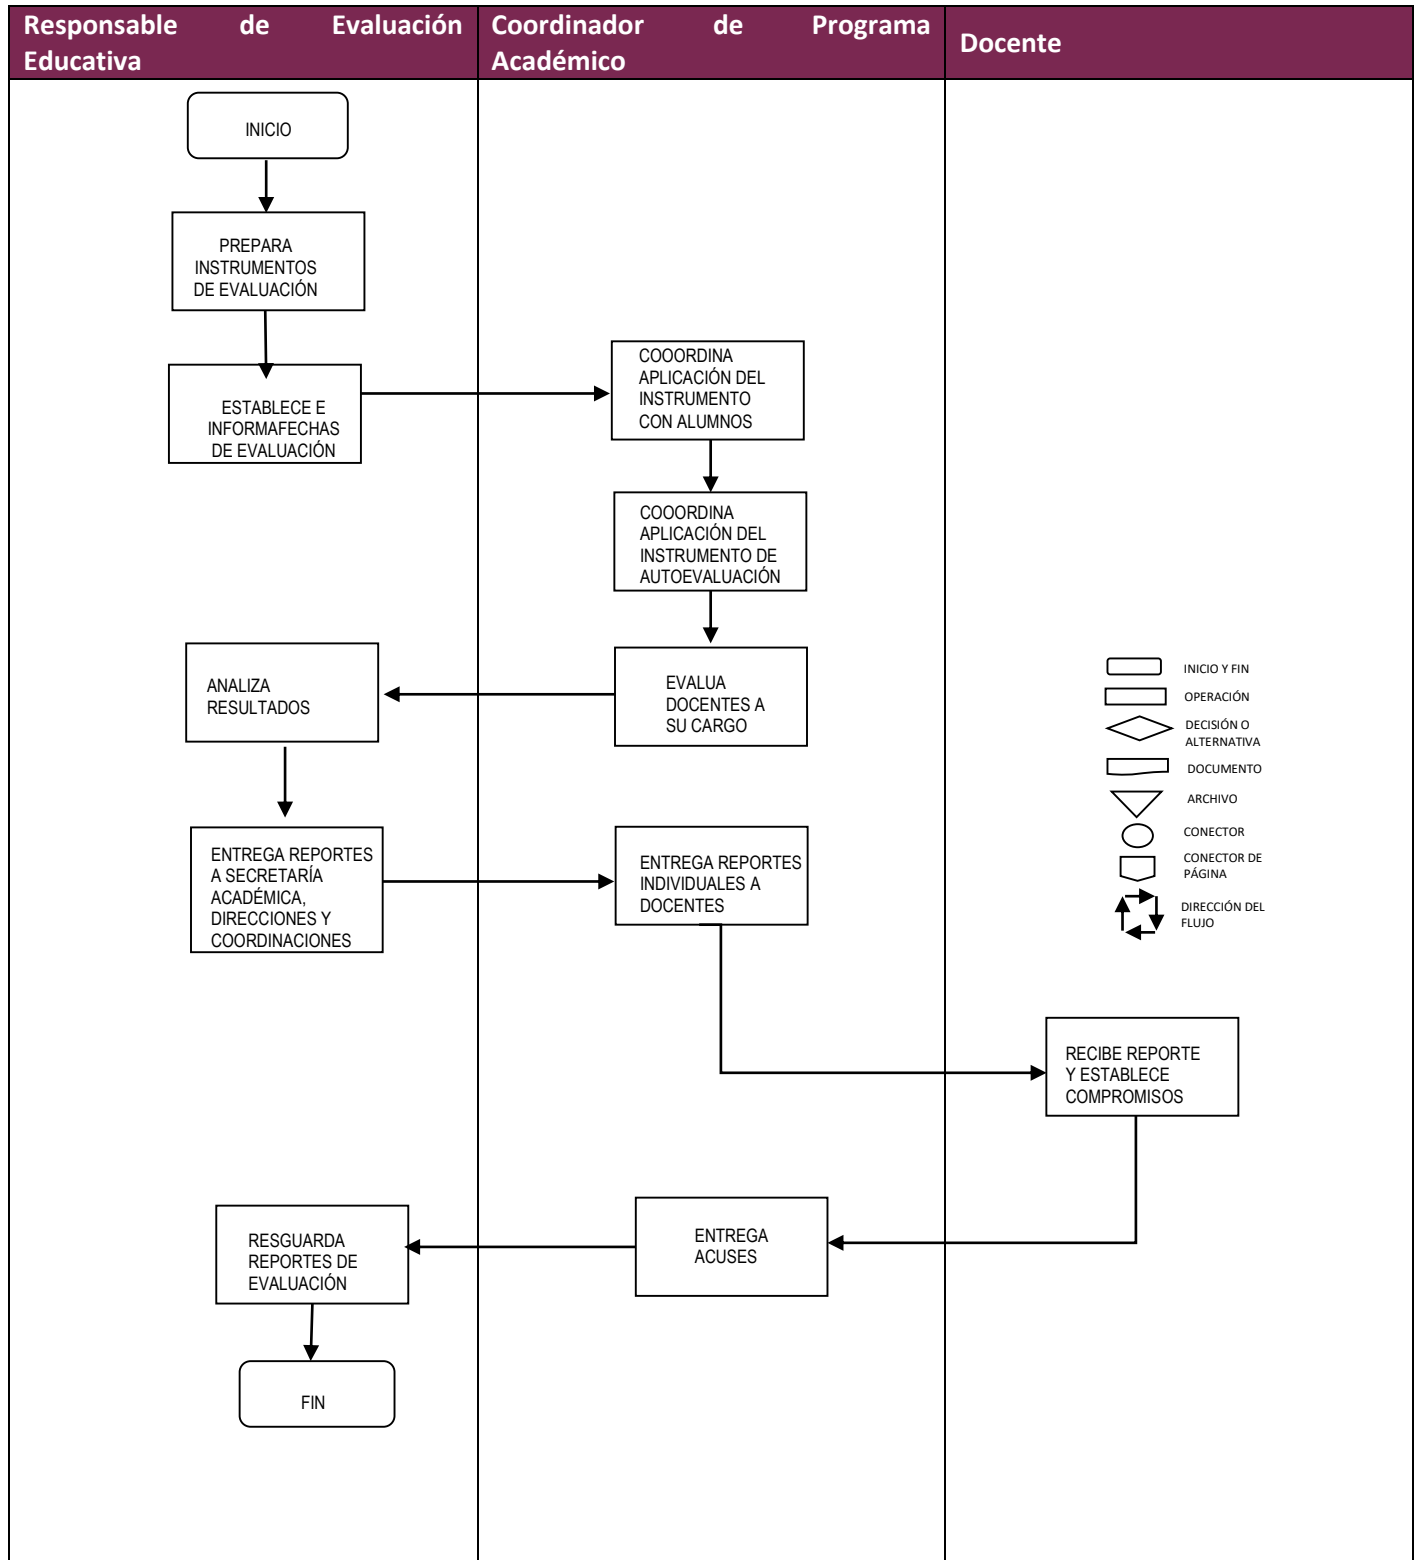 Responsable de Evaluación
Educativa
Coordinador de Programa
Académico
Docente
INICIO
PREPARA
INSTRUMENTOS
DE EVALUACIÓN
ESTABLECE E
INFORMAFECHAS
DE EVALUACIÓN
COOORDINA
APLICACIÓN DEL
INSTRUMENTO
CON ALUMNOS
COOORDINA
APLICACIÓN DEL
INSTRUMENTO DE
AUTOEVALUACIÓN
EVALUA
DOCENTES A
SU CARGO
ANALIZA
RESULTADOS
ENTREGA REPORTES
A SECRETARÍA
ACADÉMICA,
DIRECCIONES Y
COORDINACIONES
ENTREGA REPORTES
INDIVIDUALES A
DOCENTES
INICIO Y FIN
OPERACIÓN
DECISIÓN O
ALTERNATIVA
DOCUMENTO
ARCHIVO
CONECTOR
CONECTOR DE
PÁGINA
DIRECCIÓN DEL
FLUJO
RECIBE REPORTE
Y ESTABLECE
COMPROMISOS
ENTREGA
ACUSES
RESGUARDA
REPORTES DE
EVALUACIÓN
FIN